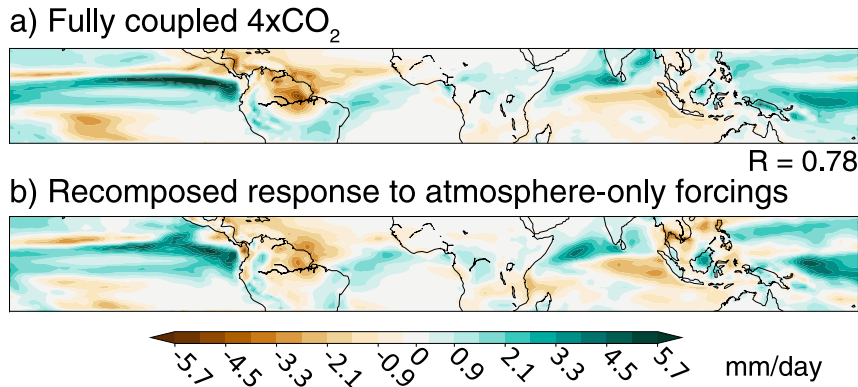 a) Fully coupled 4xCO₂
R = 0.78
b) Recomposed response to atmosphere-only forcings
-5.7 -4.5 -3.3 -2.1 -0.9 0 0.9 2.1 3.3 4.5 5.7 mm/day